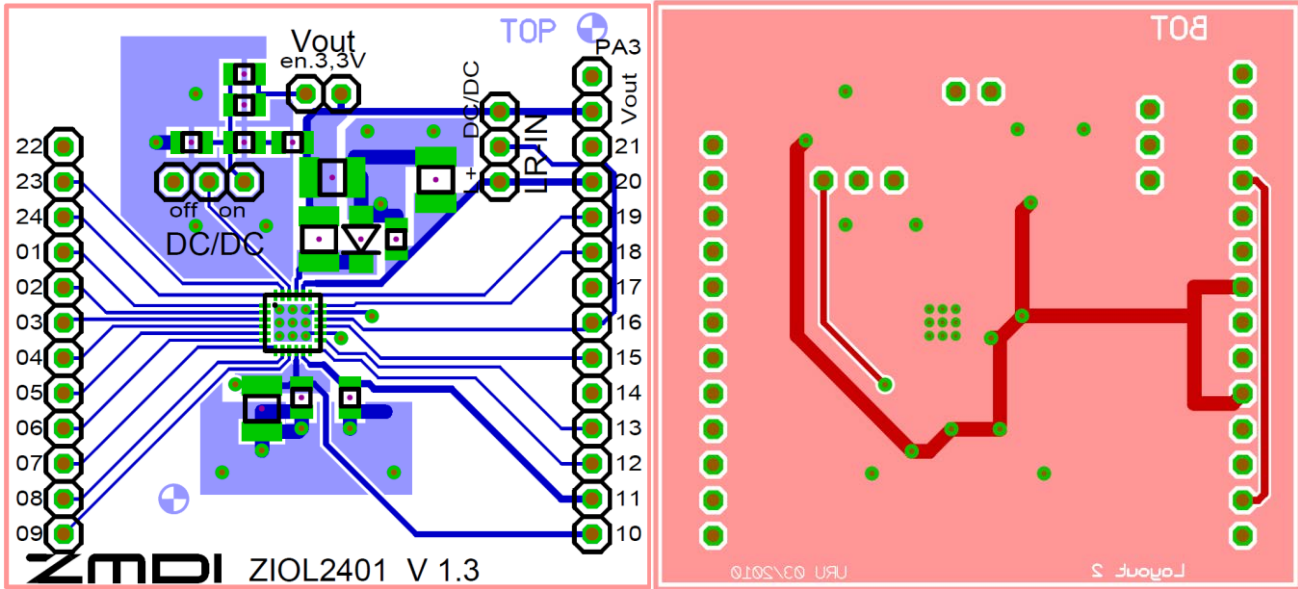 TOP
Vout
en.3,3V
PA3
Vout
DC/DC
LR-IN
L+
22
23
24
01
02
03
04
05
06
07
08
09
off on
DC/DC
21
20
19
18
17
16
15
14
13
12
11
10
ZMDI ZIOL2401 V 1.3
BOT
URU 03/2010
Layout 2